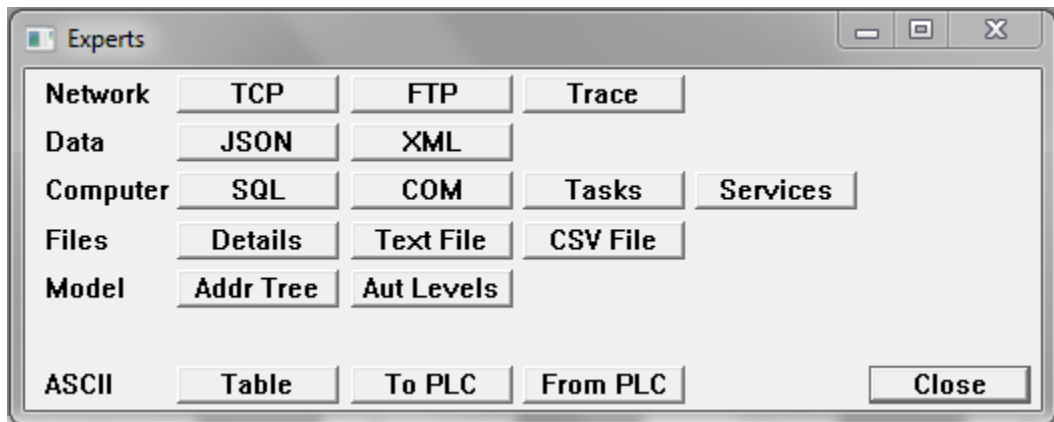 Experts
Network TCP FTP Trace
Data JSON XML
Computer SQL COM Tasks Services
Files Details Text File CSV File
Model Addr Tree Aut Levels
ASCII Table To PLC From PLC Close